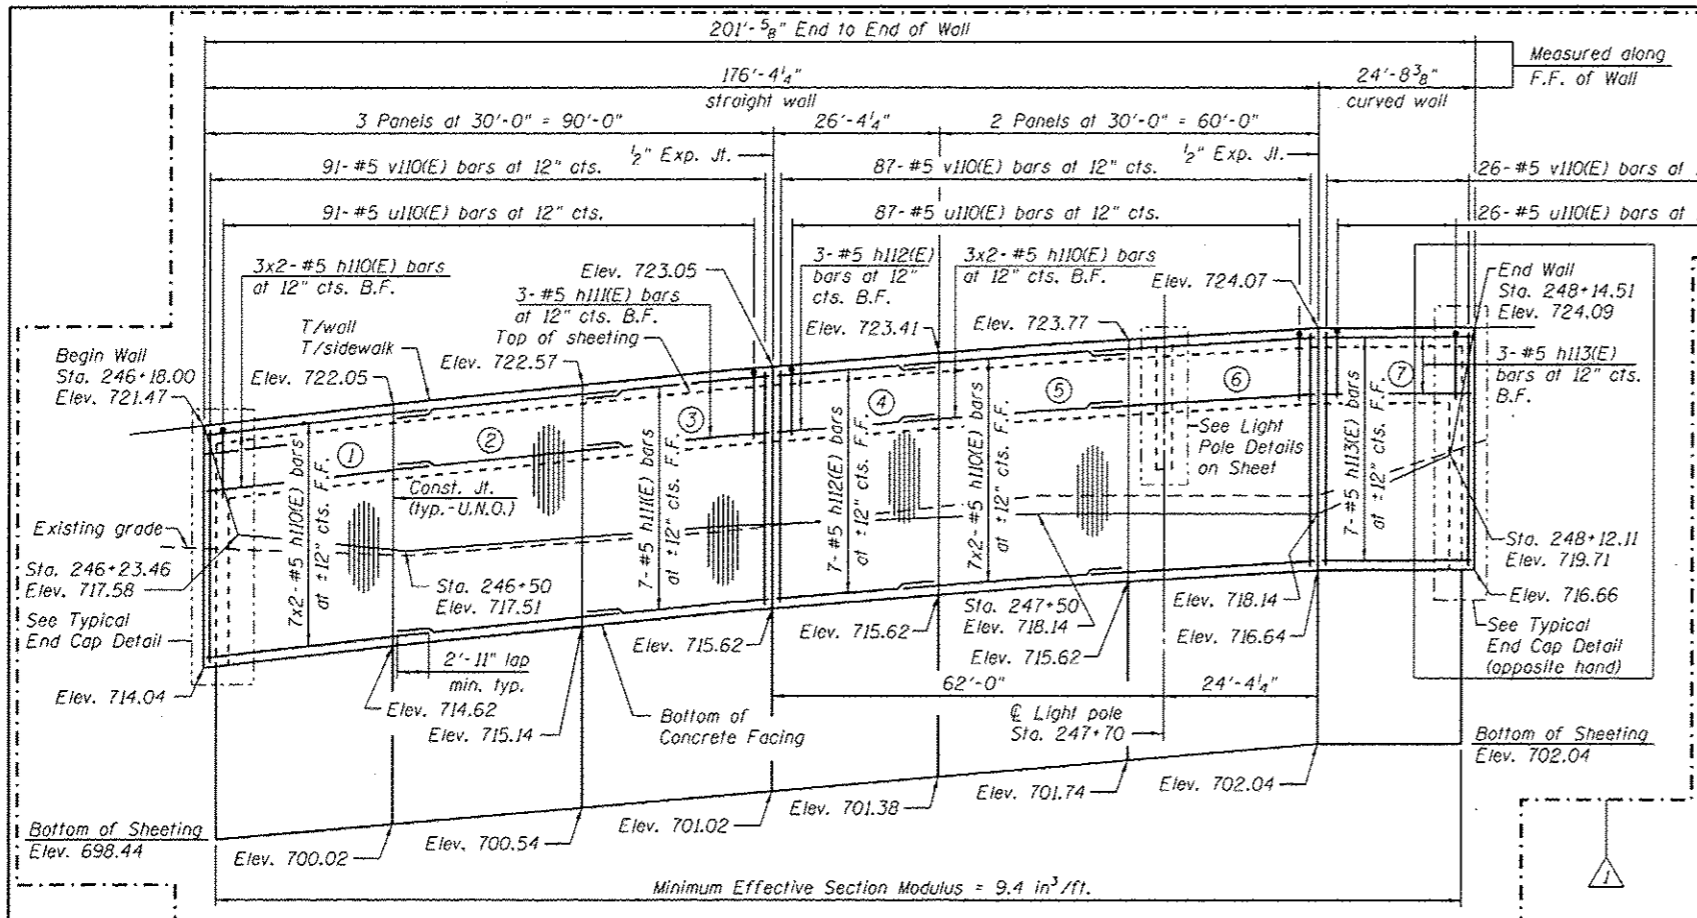 201'-5/8" End to End of Wall
Measured along
F.F. of Wall
176'-4 1/4"
straight wall
24'-8 3/8"
curved wall
3 Panels at 30'-0" = 90'-0"
26'-4 1/4"
2 Panels at 30'-0" = 60'-0"
1/2" Exp. Jt.
1/2" Exp. Jt.
91- #5 v110(E) bars at 12" cts.
87- #5 v110(E) bars at 12" cts.
26- #5 v110(E) bars at
91- #5 u110(E) bars at 12" cts.
87- #5 u110(E) bars at 12" cts.
26- #5 u110(E) bars at
3x2- #5 h110(E) bars
at 12" cts. B.F.
Elev. 723.05
3- #5 h111(E) bars
at 12" cts. B.F.
3- #5 h112(E)
bars at 12"
cts. B.F.
3x2- #5 h110(E) bars
at 12" cts. B.F.
Elev. 724.07
End Wall
Sta. 248+14.51
Elev. 724.09
T/wall
T/sidewalk
Top of sheeting
Elev. 723.41
Elev. 723.77
3- #5 h113(E)
bars at 12" cts.
B.F.
Begin Wall
Sta. 246+18.00
Elev. 721.47
Elev. 722.05
Elev. 722.57
1
2
3
4
5
6
7
7x2- #5 h110(E) bars
at ±12" cts. F.F.
7- #5 h111(E) bars
at ±12" cts. F.F.
7- #5 h112(E) bars
at ±12" cts. F.F.
7x2- #5 h110(E) bars
at ±12" cts. F.F.
7- #5 h113(E) bars
at ±12" cts. F.F.
See Light
Pole Details
on Sheet
Const. Jt.
(typ.-U.N.O.)
Existing grade
Sta. 246+23.46
Elev. 717.58
See Typical
End Cap Detail
Sta. 246+50
Elev. 717.51
Sta. 247+50
Elev. 718.14
Elev. 718.14
Sta. 248+12.11
Elev. 719.71
Elev. 716.66
See Typical
End Cap Detail
(opposite hand)
Elev. 714.04
2'-11" lap
min. typ.
Elev. 714.62
Elev. 715.14
Elev. 715.62
Elev. 715.62
Elev. 715.62
Elev. 716.64
Bottom of
Concrete Facing
62'-0"
24'-4 1/4"
℄ Light pole
Sta. 247+70
Bottom of Sheeting
Elev. 702.04
Bottom of Sheeting
Elev. 698.44
Elev. 700.02
Elev. 700.54
Elev. 701.02
Elev. 701.38
Elev. 701.74
Elev. 702.04
Minimum Effective Section Modulus = 9.4 in³/ft.
1